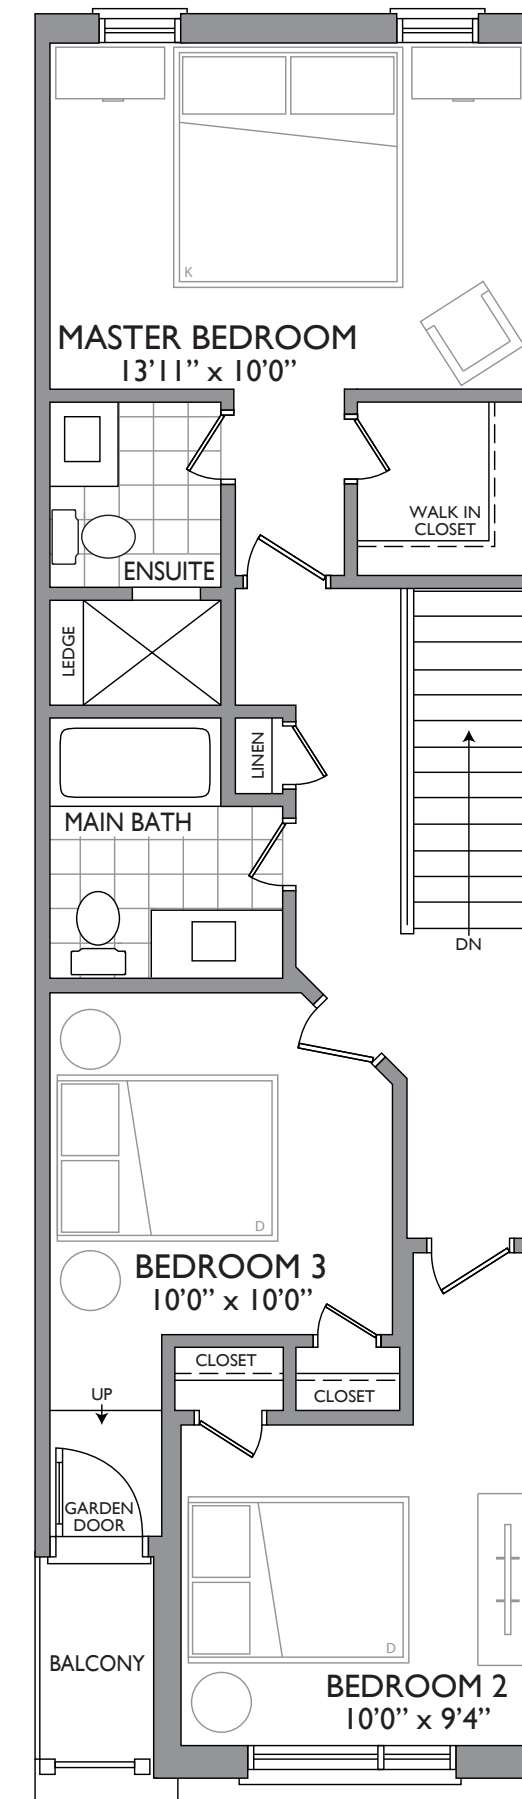 K
MASTER BEDROOM
13'11” x 10'0”
WALK IN
CLOSET
ENSUITE
LEDGE
LINEN
MAIN BATH
DN
D
BEDROOM 3
10'0” x 10'0”
CLOSET
CLOSET
UP
GARDEN
DOOR
D
BALCONY
BEDROOM 2
10'0” x 9'4”